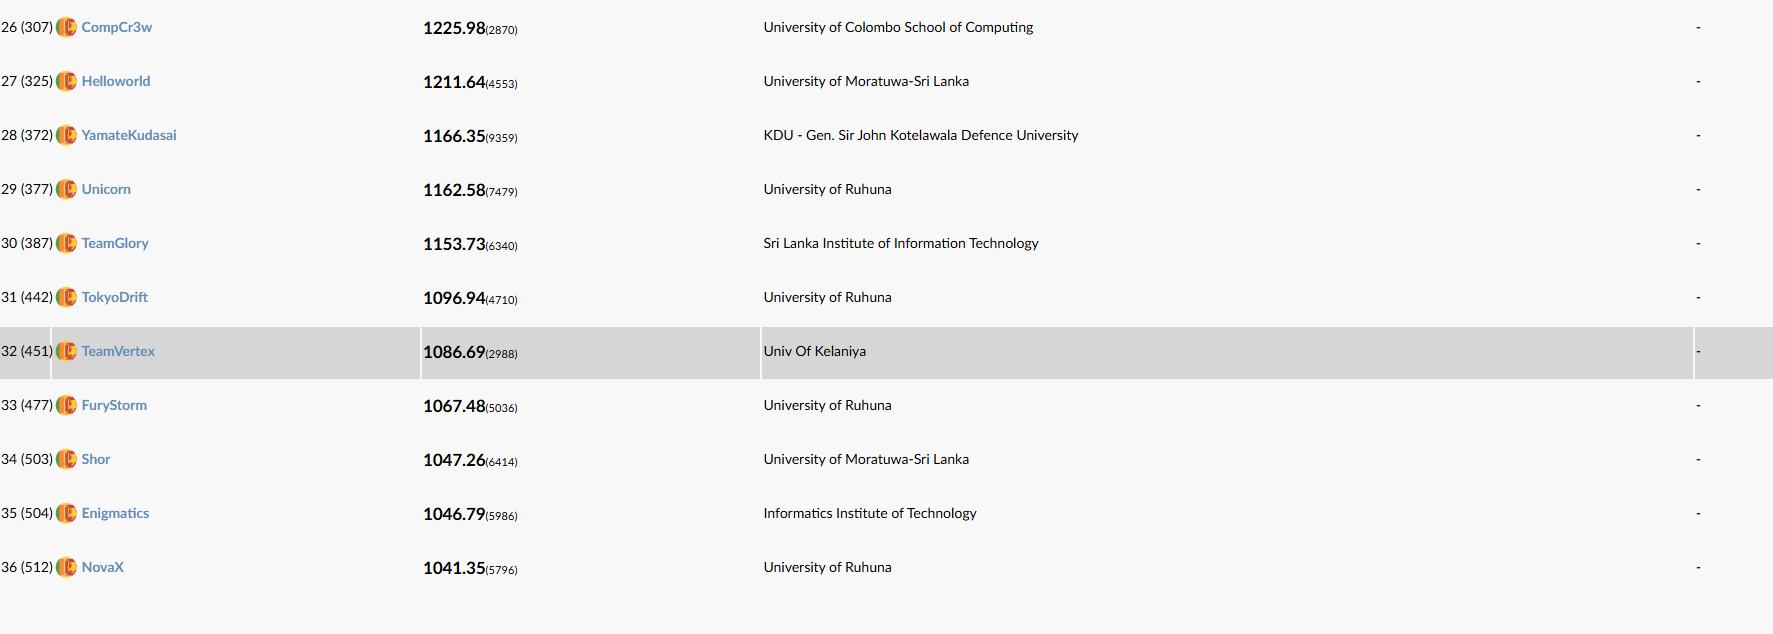 26 (307) CompCr3w 1225.98(2870) University of Colombo School of Computing -
27 (325) Helloworld 1211.64(4553) University of Moratuwa-Sri Lanka -
28 (372) YamateKudasai 1166.35(9359) KDU - Gen. Sir John Kotelawala Defence University -
29 (377) Unicorn 1162.58(7479) University of Ruhuna -
30 (387) TeamGlory 1153.73(6340) Sri Lanka Institute of Information Technology -
31 (442) TokyoDrift 1096.94(4710) University of Ruhuna -
32 (451) TeamVertex 1086.69(2988) Univ Of Kelaniya -
33 (477) FuryStorm 1067.48(5036) University of Ruhuna -
34 (503) Shor 1047.26(6414) University of Moratuwa-Sri Lanka -
35 (504) Enigmatics 1046.79(5986) Informatics Institute of Technology -
36 (512) NovaX 1041.35(5796) University of Ruhuna -